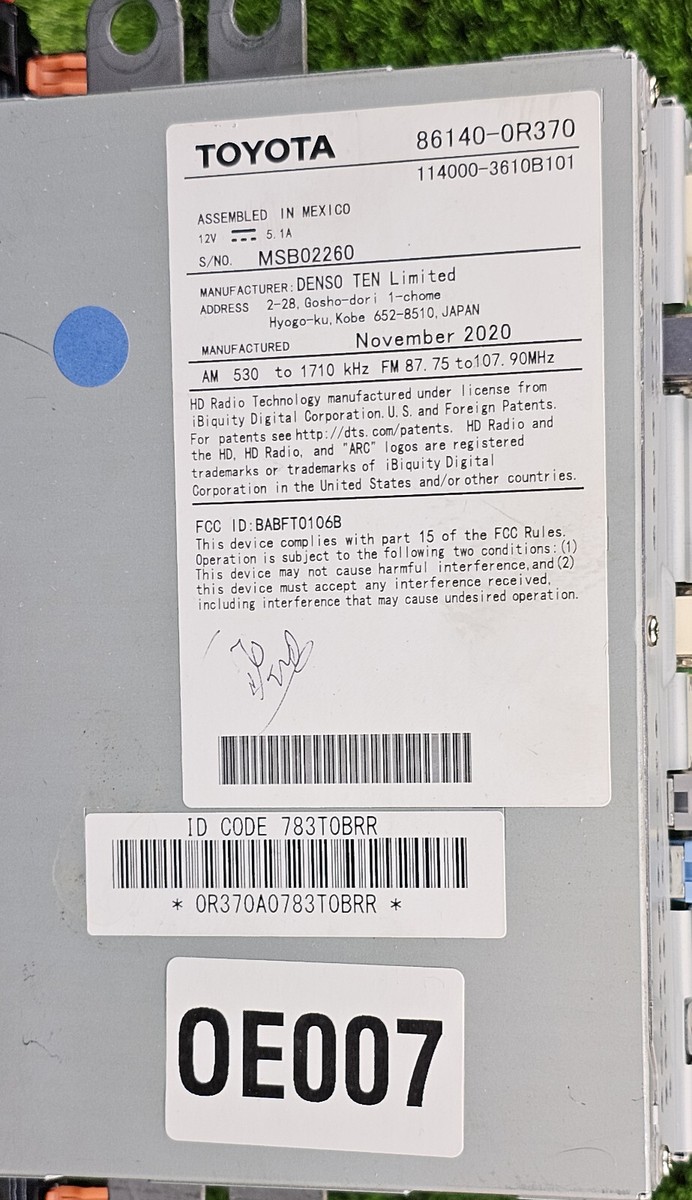 TOYOTA 86140-0R370
114000-3610B101
ASSEMBLED IN MEXICO
12V 5.1A
S/NO. MSB02260
MANUFACTURER: DENSO TEN Limited
ADDRESS 2-28, Gosho-dori 1-chome
Hyogo-ku, Kobe 652-8510, JAPAN
MANUFACTURED November 2020
AM 530 to 1710 kHz FM 87.75 to 107.90MHz
HD Radio Technology manufactured under license from
iBiquity Digital Corporation. U.S. and Foreign Patents.
For patents see http://dts.com/patents. HD Radio and
the HD, HD Radio, and "ARC" logos are registered
trademarks or trademarks of iBiquity Digital
Corporation in the United States and/or other countries.
FCC ID:BABFT0106B
This device complies with part 15 of the FCC Rules.
Operation is subject to the following two conditions: (1)
This device may not cause harmful interference, and (2)
this device must accept any interference received,
including interference that may cause undesired operation.
ID CODE 783T0BRR
* 0R370A0783T0BRR *
0E007